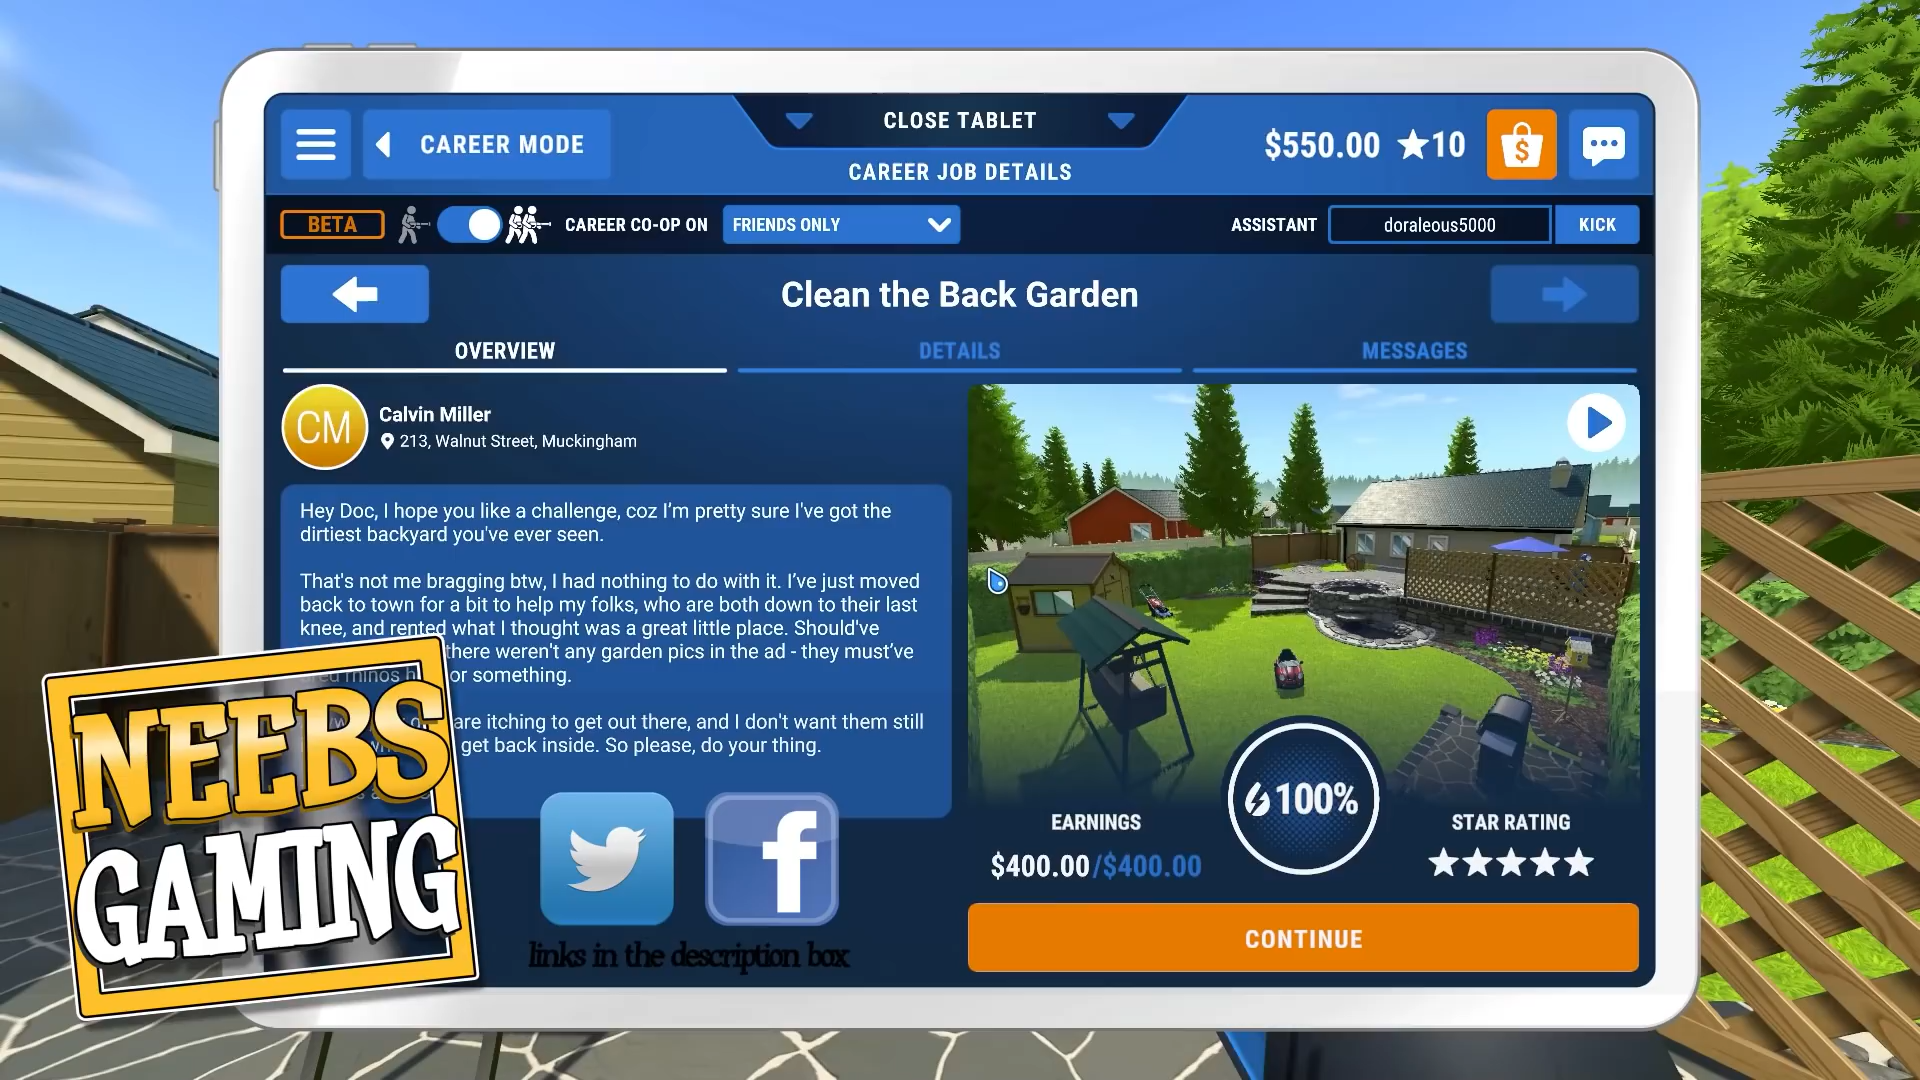 CLOSE TABLET
CAREER MODE
$550.00 10
$
CAREER JOB DETAILS
BETA
CAREER CO-OP ON
FRIENDS ONLY
ASSISTANT
doraleous5000
KICK
Clean the Back Garden
OVERVIEW
DETAILS
MESSAGES
CM
Calvin Miller
213, Walnut Street, Muckingham
Hey Doc, I hope you like a challenge, coz I'm pretty sure I've got the
dirtiest backyard you've ever seen.
That's not me bragging btw, I had nothing to do with it. I've just moved
back to town for a bit to help my folks, who are both down to their last
knee, and rented what I thought was a great little place. Should've
there weren't any garden pics in the ad - they must've
rhinos or something.
are itching to get out there, and I don't want them still
get back inside. So please, do your thing.
100%
EARNINGS
$400.00/$400.00
STAR RATING
CONTINUE
NEEBS
GAMING
f
links in the description box